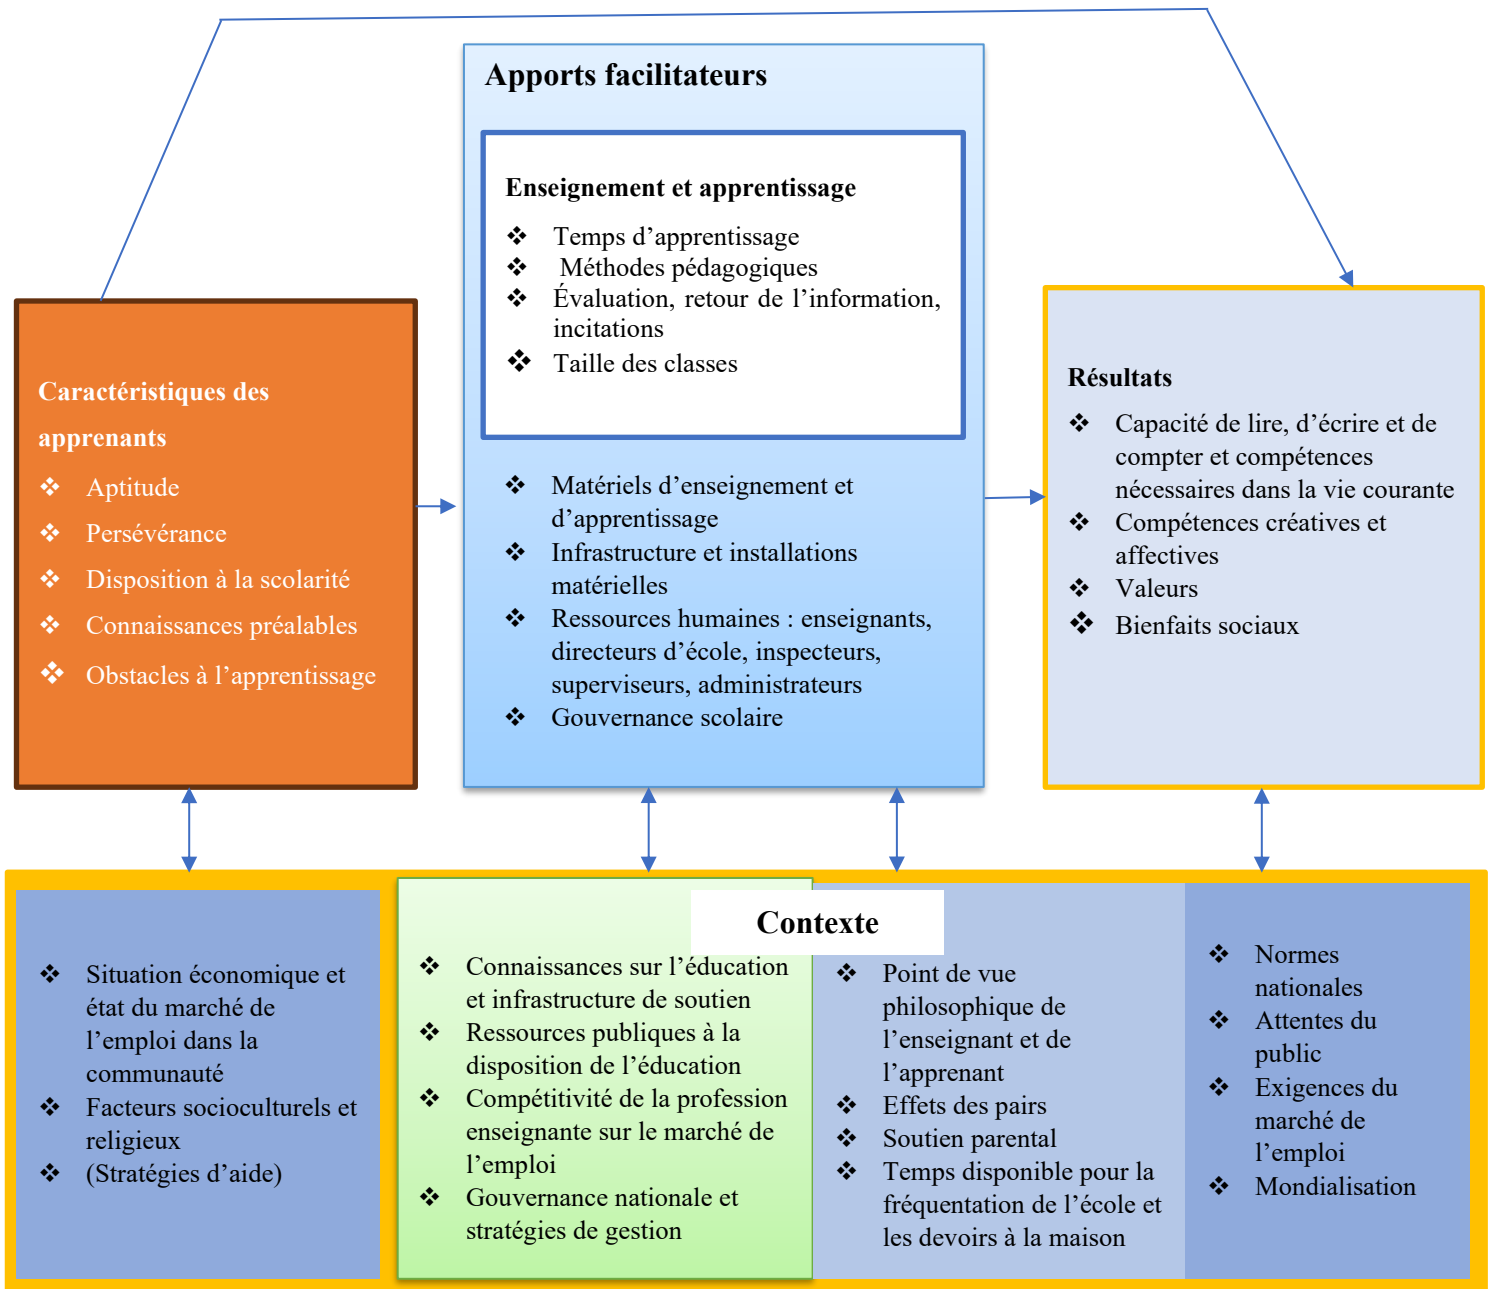 Apports facilitateurs
Enseignement et apprentissage
❖ Temps d’apprentissage
❖ Méthodes pédagogiques
❖ Évaluation, retour de l’information,
incitations
❖ Taille des classes
❖ Matériels d’enseignement et
d’apprentissage
❖ Infrastructure et installations
matérielles
❖ Ressources humaines : enseignants,
directeurs d’école, inspecteurs,
superviseurs, administrateurs
❖ Gouvernance scolaire
Caractéristiques des
apprenants
❖ Aptitude
❖ Persévérance
❖ Disposition à la scolarité
❖ Connaissances préalables
❖ Obstacles à l’apprentissage
Résultats
❖ Capacité de lire, d’écrire et de
compter et compétences
nécessaires dans la vie courante
❖ Compétences créatives et
affectives
❖ Valeurs
❖ Bienfaits sociaux
Contexte
❖ Situation économique et
état du marché de
l’emploi dans la
communauté
❖ Facteurs socioculturels et
religieux
❖ (Stratégies d’aide)
❖ Connaissances sur l’éducation
et infrastructure de soutien
❖ Ressources publiques à la
disposition de l’éducation
❖ Compétitivité de la profession
enseignante sur le marché de
l’emploi
❖ Gouvernance nationale et
stratégies de gestion
❖ Point de vue
philosophique de
l’enseignant et de
l’apprenant
❖ Effets des pairs
❖ Soutien parental
❖ Temps disponible pour la
fréquentation de l’école et
les devoirs à la maison
❖ Normes
nationales
❖ Attentes du
public
❖ Exigences du
marché de
l’emploi
❖ Mondialisation